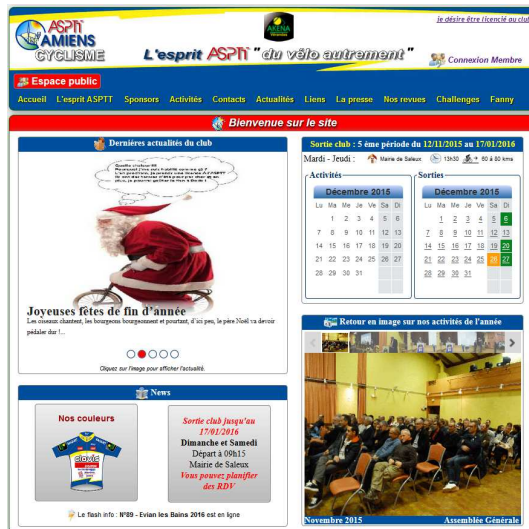 ASPTT
AMIENS
CYCLISME
AKENA
Vérandas
je désire être licencié au club
L'esprit ASPTT "du vélo autrement"
Connexion Membre
Espace public
Accueil L'esprit ASPTT Sponsors Activités Contacts Actualités Liens La presse Nos revues Challenges Fanny
Bienvenue sur le site
Dernières actualités du club
Joyeuses fêtes de fin d'année
Les oiseaux chantent, les bourgeons bourgeonnent et pourtant, d'ici peu, le père Noël va devoir
pédaler dur !...
Cliquez sur l'image pour afficher l'actualité.
News
Nos couleurs
clovis
Sortie club jusqu'au
17/01/2016
Dimanche et Samedi
Départ à 09h15
Mairie de Saleux
Vous pouvez planifier
des RDV
Le flash info : N°89 - Evian les Bains 2016 est en ligne
Sortie club : 5 éme période du 12/11/2015 au 17/01/2016
Mardi - Jeudi : Mairie de Saleux 13h30 60 à 80 kms
Activités
Décembre 2015
Lu Ma Me Je Ve Sa Di
1 2 3 4 5 6
7 8 9 10 11 12 13
14 15 16 17 18 19 20
21 22 23 24 25 26 27
28 29 30 31
Sorties
Décembre 2015
Lu Ma Me Je Ve Sa Di
1 2 3 4 5 6
7 8 9 10 11 12 13
14 15 16 17 18 19 20
21 22 23 24 25 26 27
28 29 30 31
Retour en image sur nos activités de l'année
Novembre 2015 Assemblée Générale